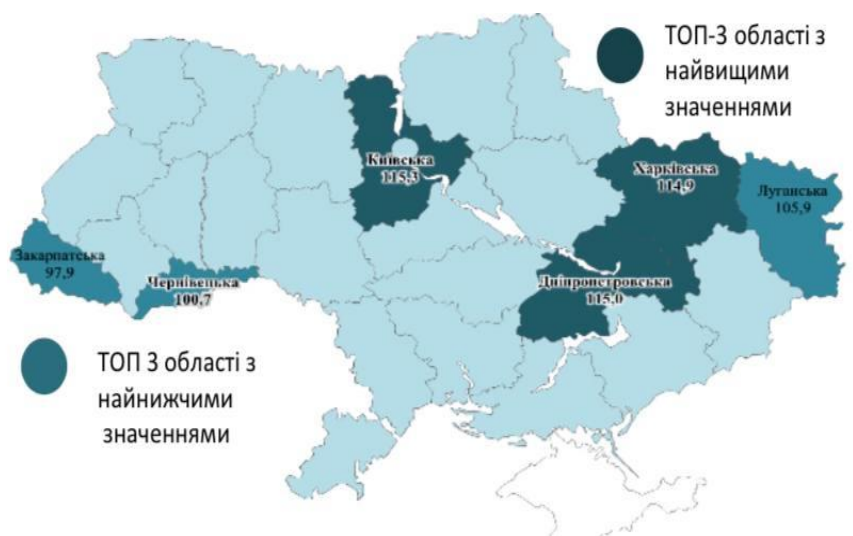 ТОП-3 області з
найвищими
значеннями
Київська
115,3
Харківська
114,9
Луганська
105,9
Закарпатська
97,9
Чернівецька
100,7
Дніпропетровська
115,0
ТОП 3 області з
найнижчими
значеннями